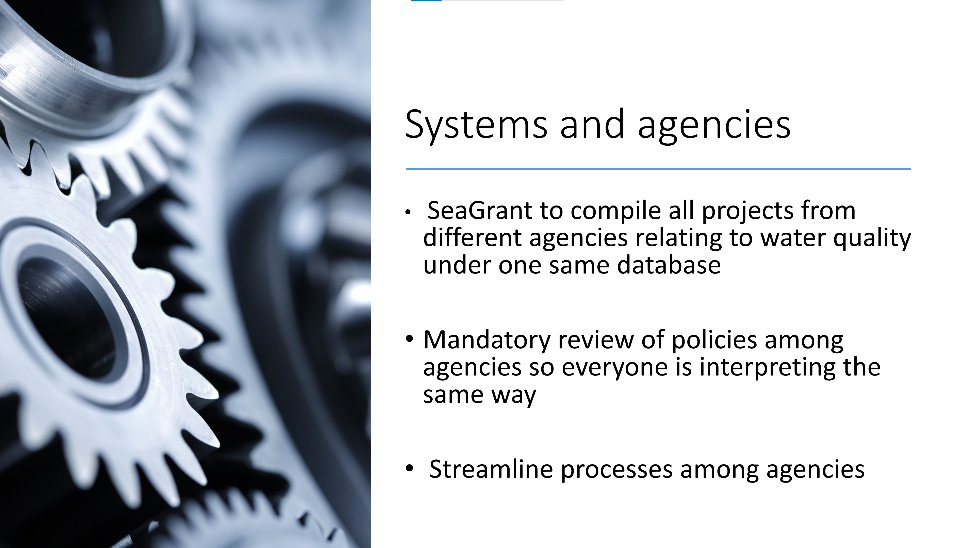 Systems and agencies
• SeaGrant to compile all projects from
different agencies relating to water quality
under one same database
• Mandatory review of policies among
agencies so everyone is interpreting the
same way
• Streamline processes among agencies